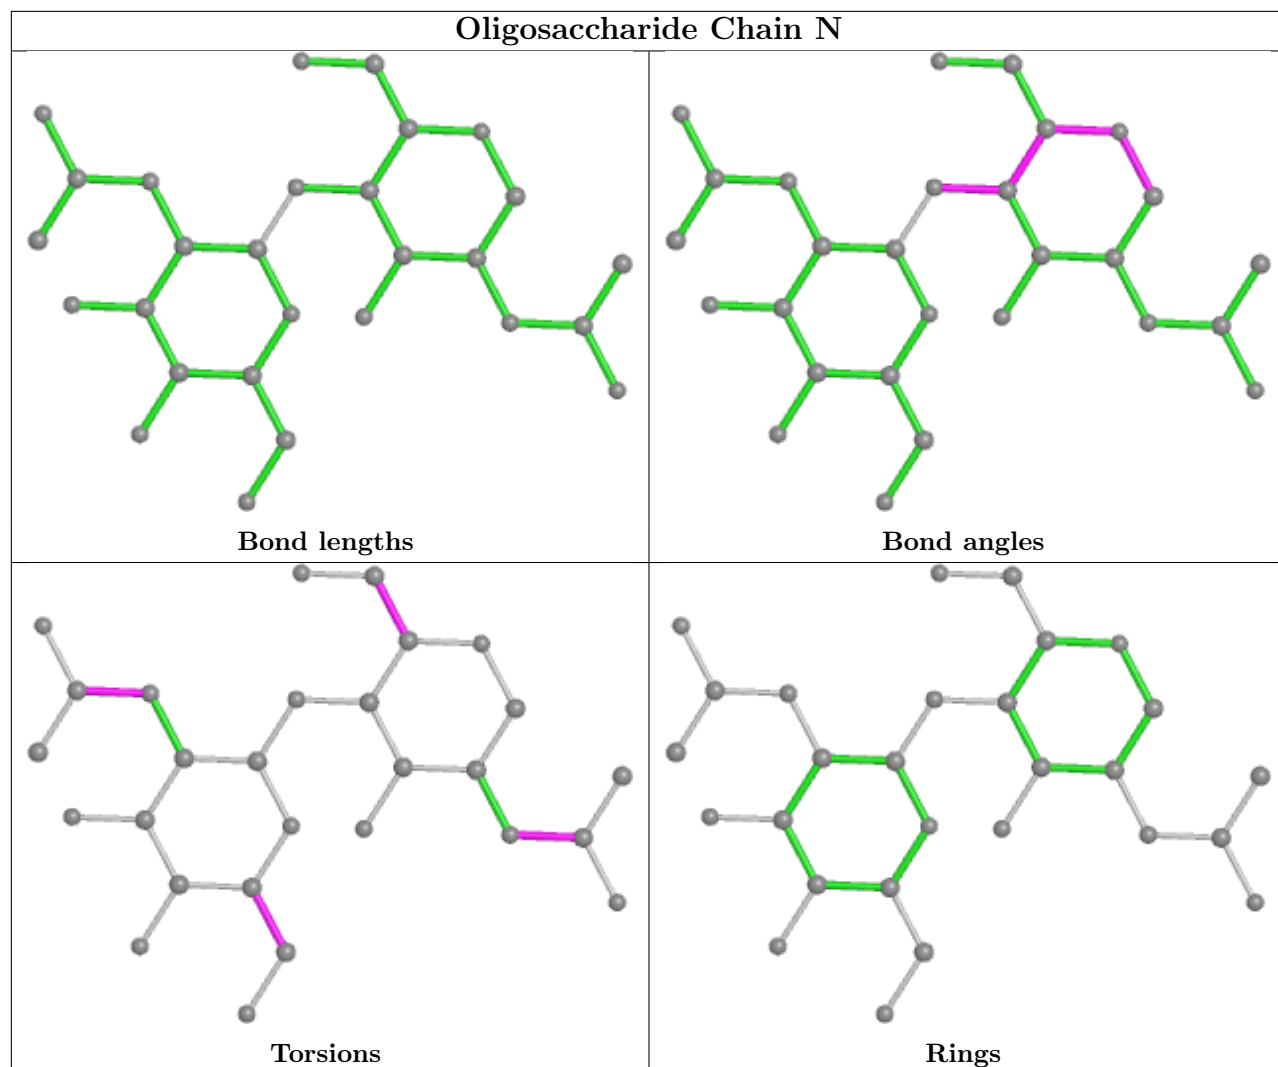 Oligosaccharide Chain N
Bond lengths
Bond angles
Torsions
Rings